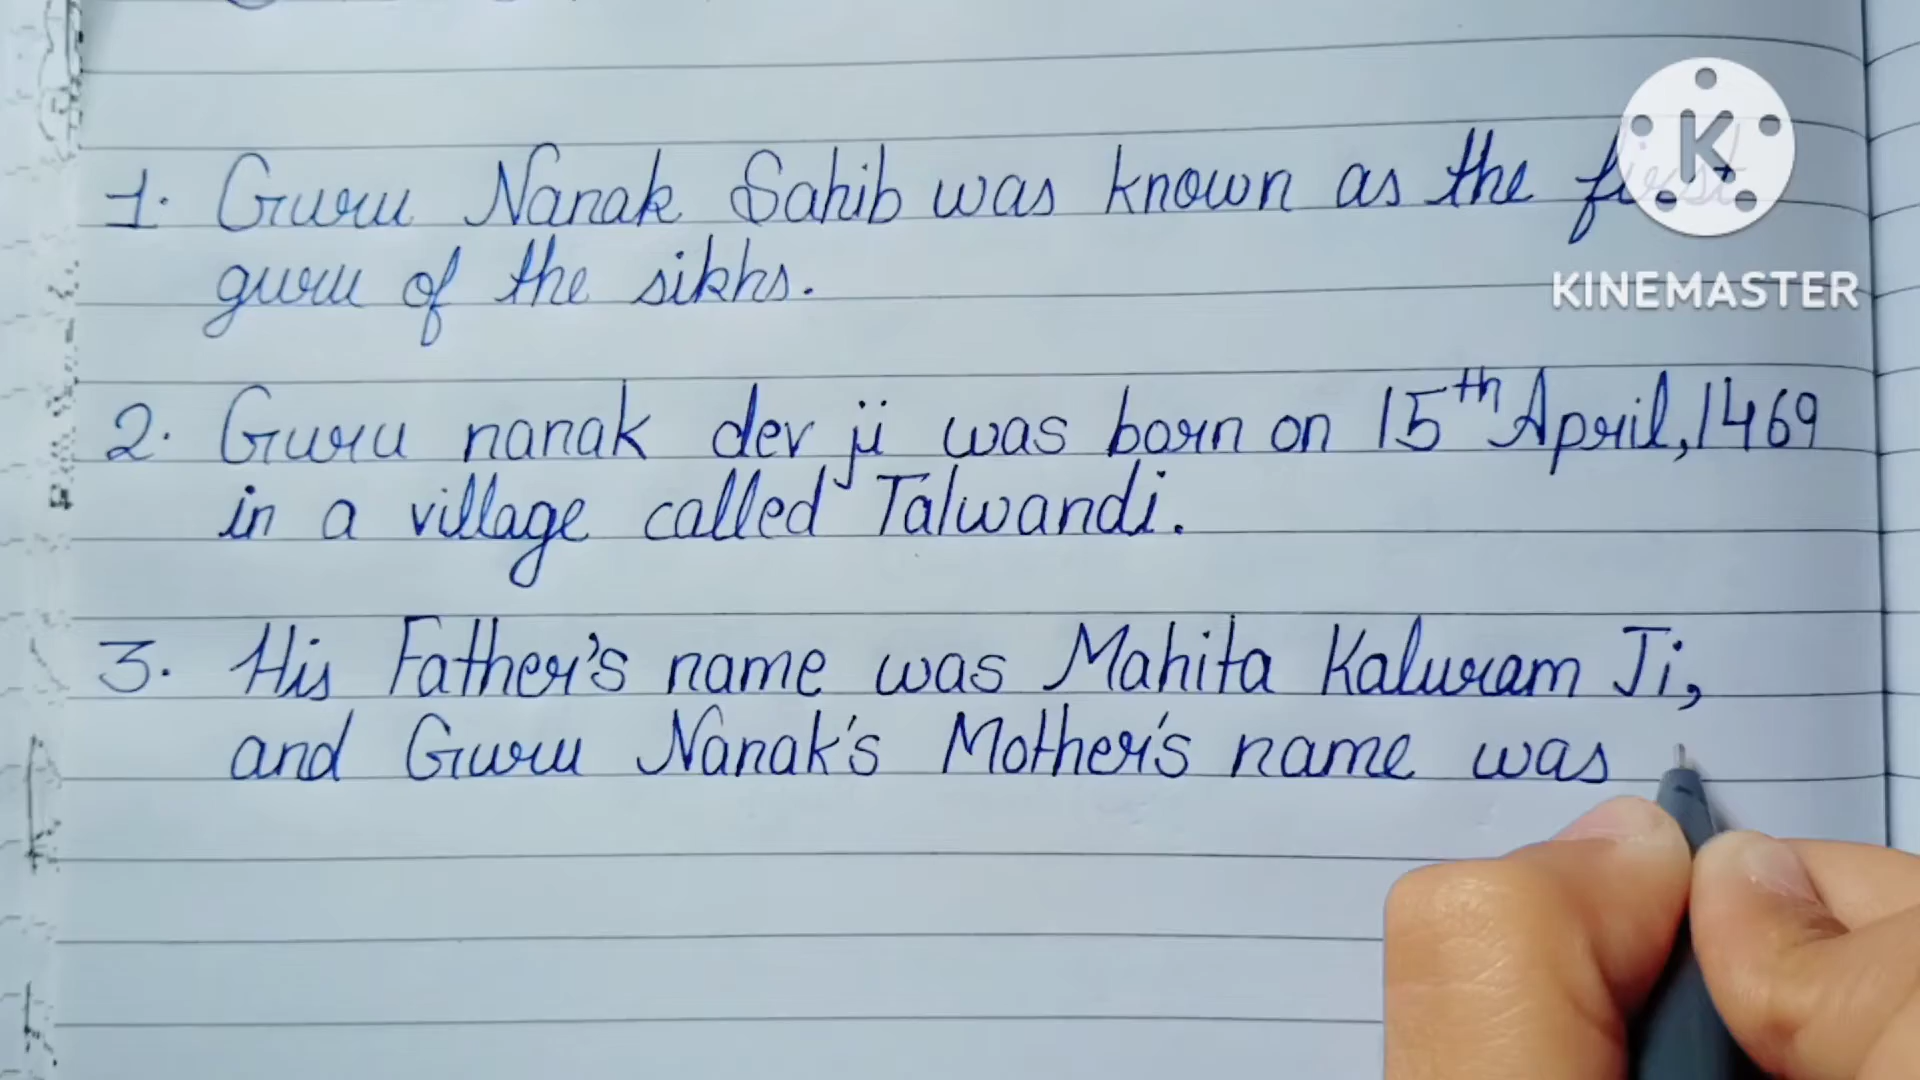 1. Guru Nanak Sahib was known as the first
guru of the sikhs.
2. Guru nanak dev ji was born on 15th April, 1469
in a village called Talwandi.
3. His Father's name was Mahita Kaluram Ji,
and Guru Nanak's Mother's name was
K
KINEMASTER